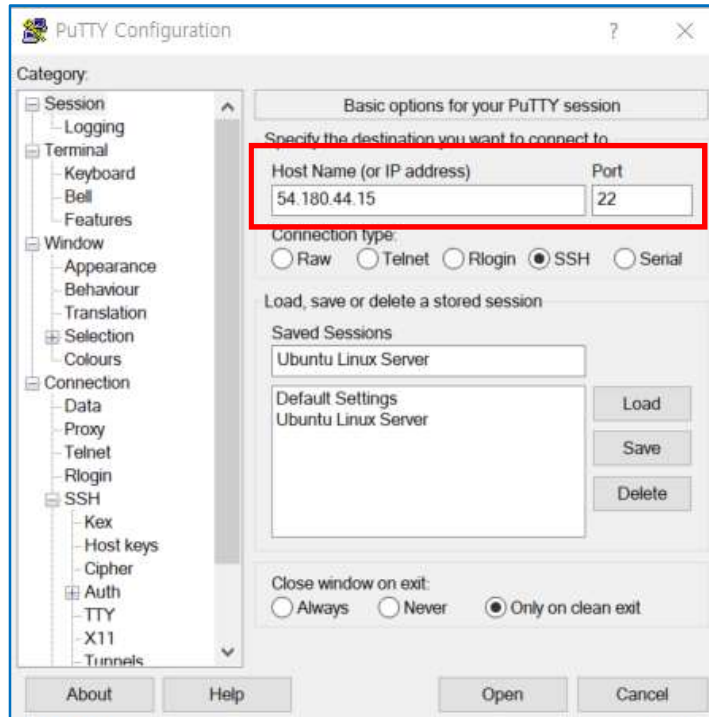 PuTTY Configuration
? ×
Category:
Session
Logging
Terminal
Keyboard
Bell
Features
Window
Appearance
Behaviour
Translation
Selection
Colours
Connection
Data
Proxy
Telnet
Rlogin
SSH
Kex
Host keys
Cipher
Auth
TTY
X11
Tunnels
Basic options for your PuTTY session
Specify the destination you want to connect to
Host Name (or IP address) Port
54.180.44.15 22
Connection type:
Raw Telnet Rlogin SSH Serial
Load, save or delete a stored session
Saved Sessions
Ubuntu Linux Server
Default Settings
Ubuntu Linux Server
Load
Save
Delete
Close window on exit:
Always Never Only on clean exit
About Help Open Cancel